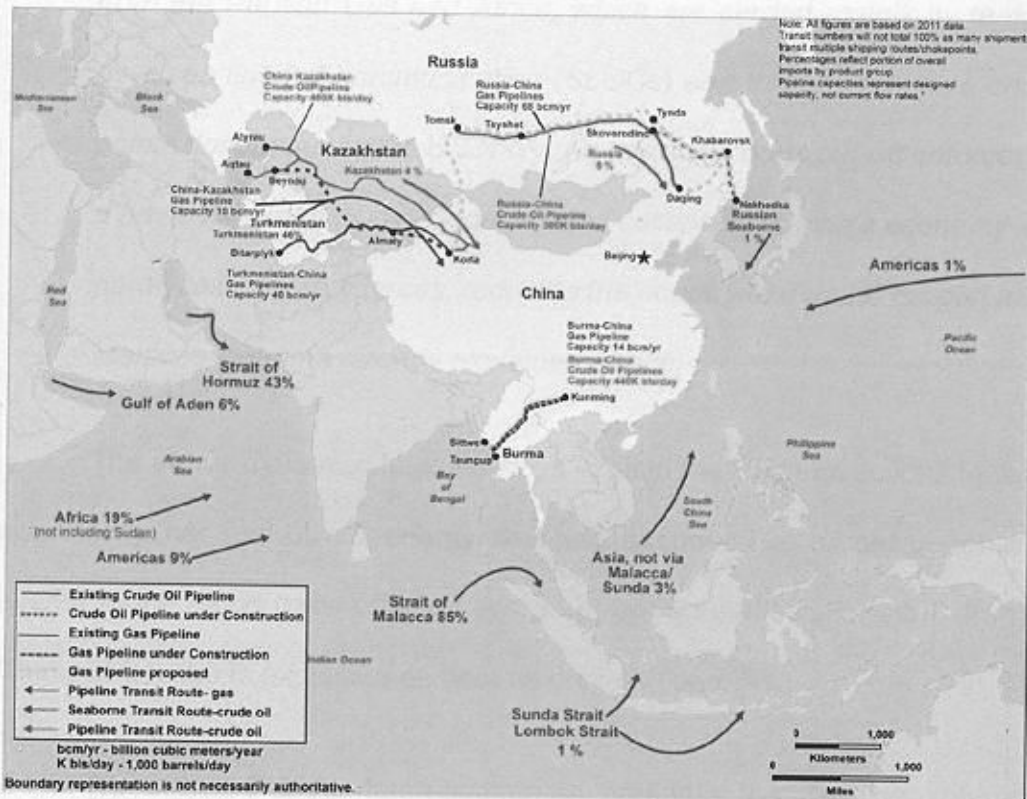 Note: All figures are based on 2011 data.
Transit numbers will not total 100% as many shipment
transit multiple shipping routes/chokepoints.
Percentages reflect portion of overall
imports by product group.
Pipeline capacities represent designed
capacity, not current flow rates.
Mediterranean
Sea
Black
Sea
Russia
China Kazakhstan
Crude OilPipeline
Capacity 400K bls/day
Russia-China
Gas Pipelines
Capacity 68 bcm/yr
Tomsk
Tayshet
Tynda
Skovorodino
Khabarovsk
Atyrau
Aqtau
Beyneu
Kazakhstan
Kazakhstan 4 %
Russia
6%
Daqing
Nakhodka
Russian
Seaborne
1 %
China-Kazakhstan
Gas Pipeline
Capacity 10 bcm/yr
Russia-China
Crude Oil Pipeline
Capacity 300K bls/day
Turkmenistan
Turkmenistan 46%
Almaty
Korla
Beijing
Turkmenistan-China
Gas Pipelines
Capacity 40 bcm/yr
Americas 1%
China
Red
Sea
Burma-China
Gas Pipeline
Capacity 14 bcm/yr
Burma-China
Crude Oil Pipelines
Capacity 440K bls/day
Pacific
Ocean
Strait of
Hormuz 43%
Gulf of Aden 6%
Kunming
Sittwe
Taungup
Burma
Arabian
Sea
Bay
of
Bengal
Philippine
Sea
South
China
Sea
Africa 19%
(not including Sudan)
Americas 9%
Asia, not via
Malacca/
Sunda 3%
Strait of
Malacca 85%
Existing Crude Oil Pipeline
Crude Oil Pipeline under Construction
Existing Gas Pipeline
Gas Pipeline under Construction
Gas Pipeline proposed
Pipeline Transit Route- gas
Seaborne Transit Route-crude oil
Pipeline Transit Route-crude oil
Indian Ocean
bcm/yr - billion cubic meters/year
K bls/day - 1,000 barrels/day
Sunda Strait
Lombok Strait
1 %
0 1,000
Kilometers
0 1,000
Miles
Boundary representation is not necessarily authoritative.